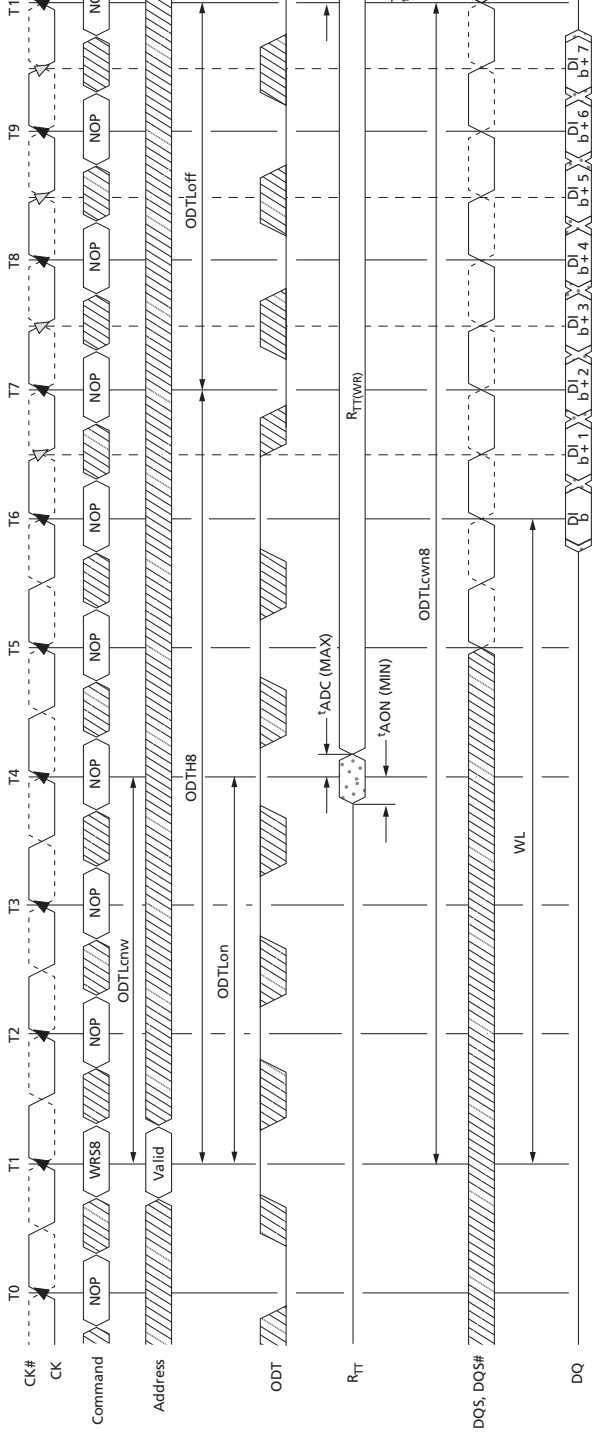 T0 T1 T2 T3 T4 T5 T6 T7 T8 T9 T1
CK#
CK
Command NOP WRS8 NOP NOP NOP NOP NOP NOP NOP NOP
ODTLcnw
Address Valid
ODTH8 ODTLoff
ODTLon
ODT
tADC (MAX)
RTT RTT(WR)
tAON (MIN)
ODTLcwn8
DQS, DQS#
WL
DQ DI b DI b + 1 DI b + 2 DI b + 3 DI b + 4 DI b + 5 DI b + 6 DI b + 7